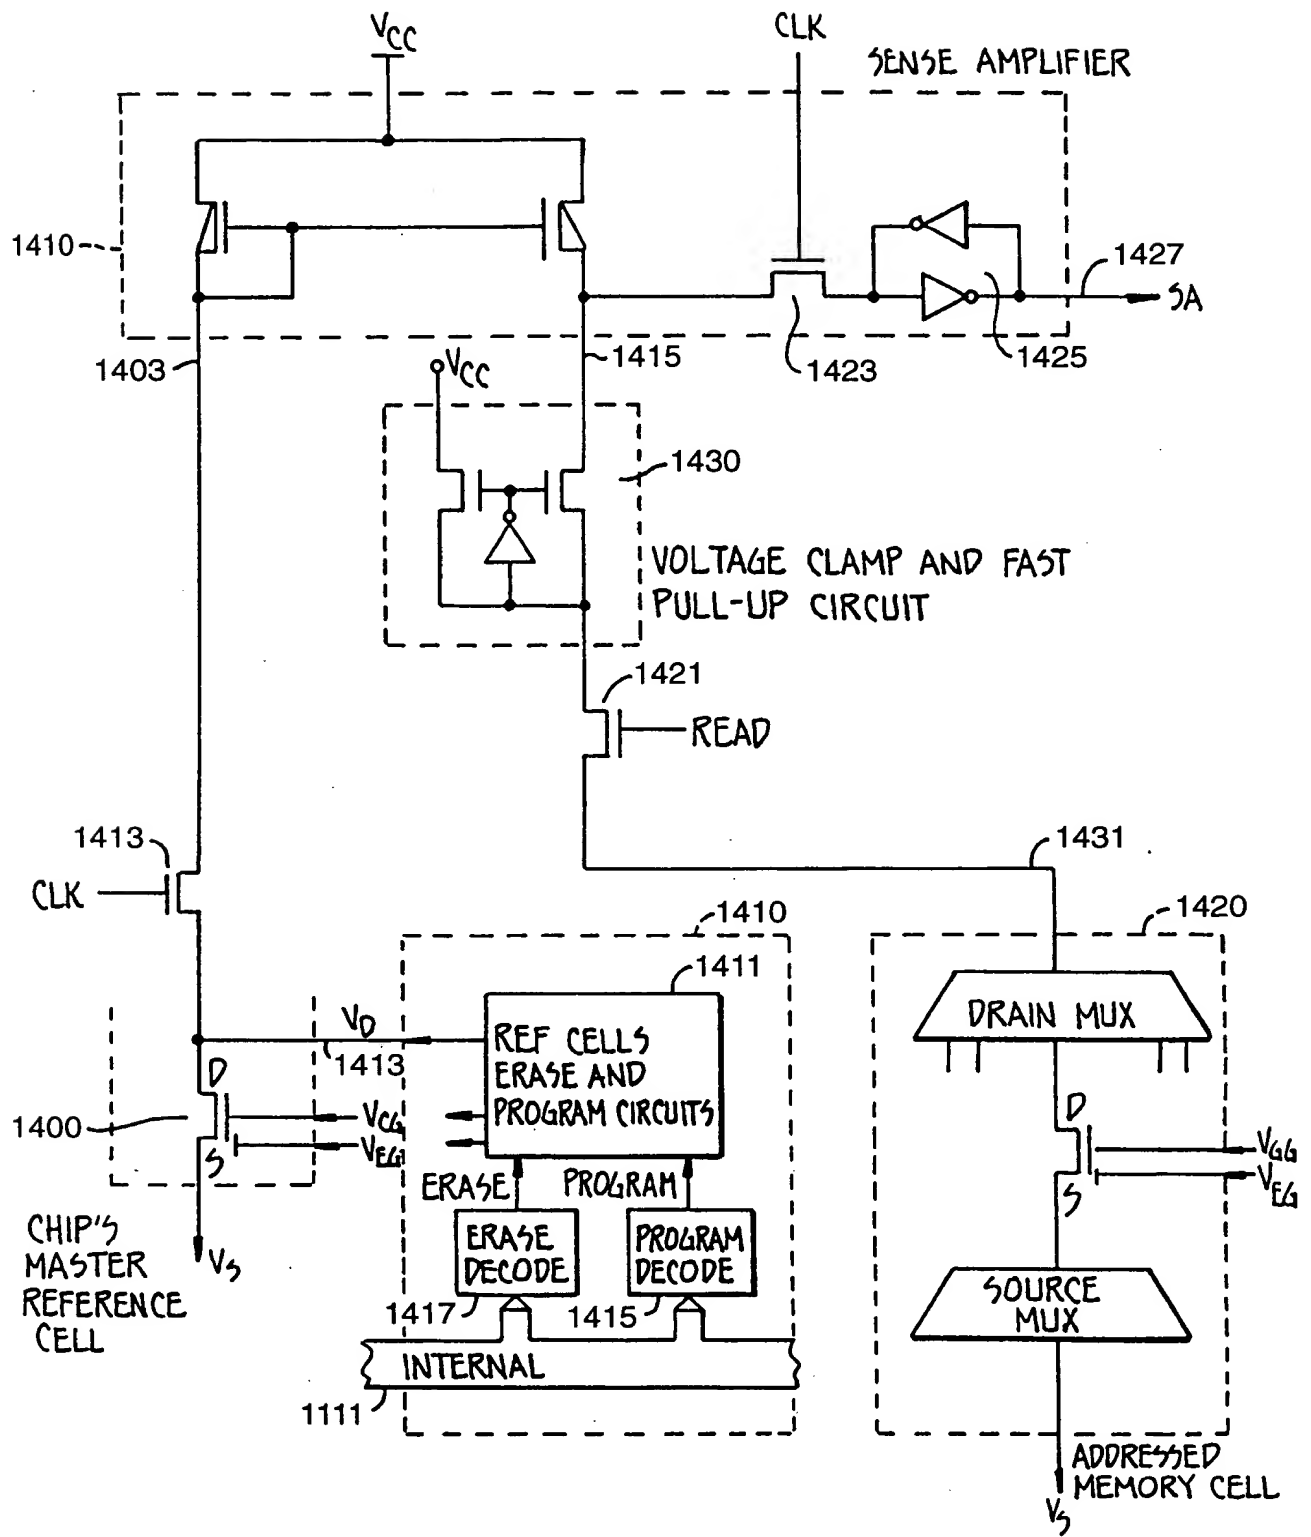 VCC
CLK
SENSE AMPLIFIER
1410
1427
SA
1403
1415
1423
1425
VCC
1430
VOLTAGE CLAMP AND FAST
PULL-UP CIRCUIT
1421
READ
1413
CLK
1431
1410
1420
1411
VD
1413
REF CELLS
ERASE AND
PROGRAM CIRCUITS
DRAIN MUX
D
1400
VCG
VEG
S
D
VGG
VEG
S
ERASE
PROGRAM
CHIP'S
MASTER
REFERENCE
CELL
VS
ERASE
DECODE
PROGRAM
DECODE
1417
1415
SOURCE
MUX
INTERNAL
1111
ADDRESSED
MEMORY CELL
VS